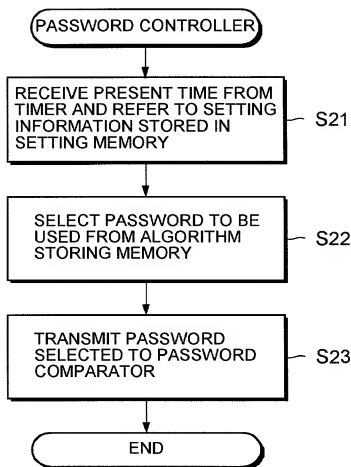 PASSWORD CONTROLLER
RECEIVE PRESENT TIME FROM
TIMER AND REFER TO SETTING
INFORMATION STORED IN
SETTING MEMORY
S21
SELECT PASSWORD TO BE
USED FROM ALGORITHM
STORING MEMORY
S22
TRANSMIT PASSWORD
SELECTED TO PASSWORD
COMPARATOR
S23
END